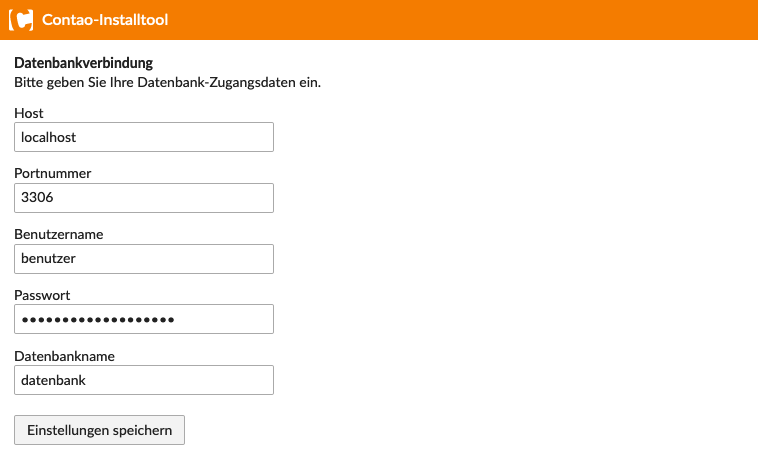 Contao-Installtool
Datenbankverbindung
Bitte geben Sie Ihre Datenbank-Zugangsdaten ein.
Host
localhost
Portnummer
3306
Benutzername
benutzer
Passwort
•••••••••••••••••••
Datenbankname
datenbank
Einstellungen speichern